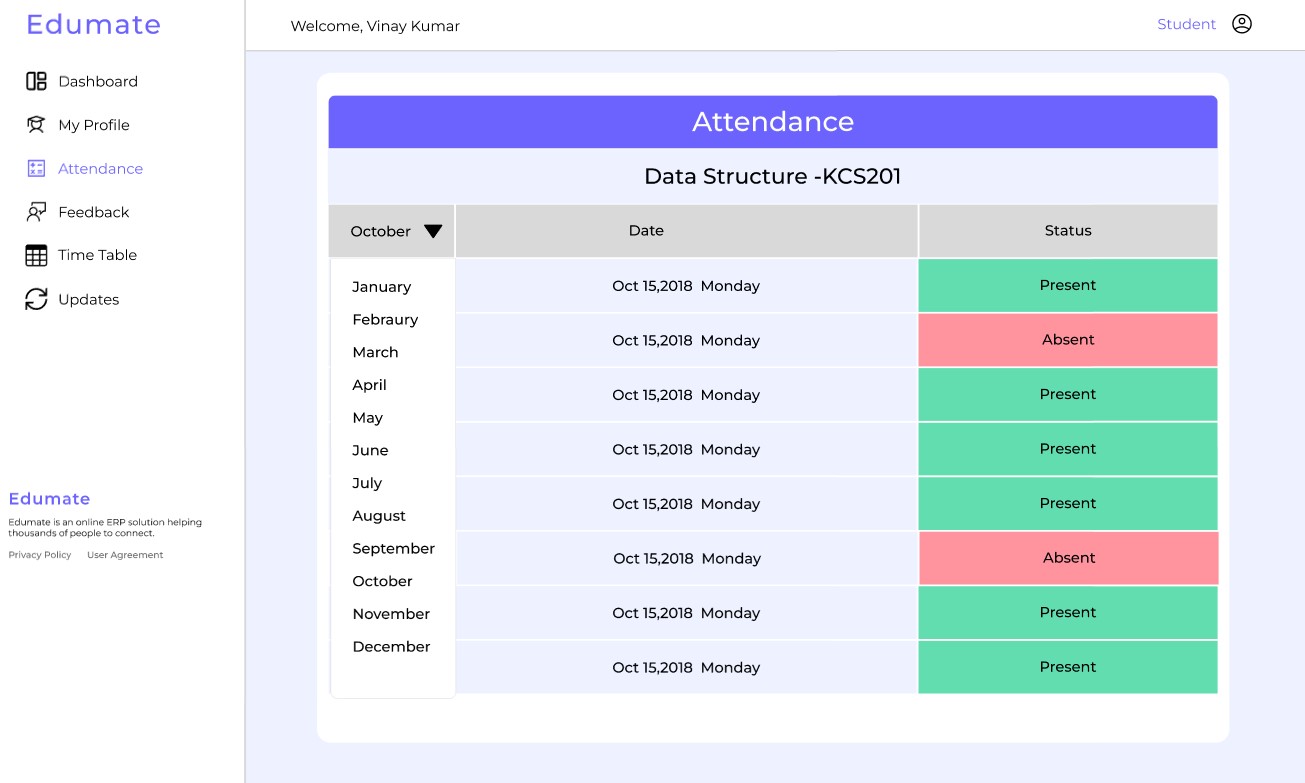 Edumate
Welcome, Vinay Kumar
Student
Dashboard
My Profile
Attendance
Feedback
Time Table
Updates
Edumate
Edumate is an online ERP solution helping
thousands of people to connect.
Privacy Policy User Agreement
Attendance
Data Structure -KCS201
October Date Status
January
Febraury
March
April
May
June
July
August
September
October
November
December
Oct 15,2018 Monday Present
Oct 15,2018 Monday Absent
Oct 15,2018 Monday Present
Oct 15,2018 Monday Present
Oct 15,2018 Monday Present
Oct 15,2018 Monday Absent
Oct 15,2018 Monday Present
Oct 15,2018 Monday Present